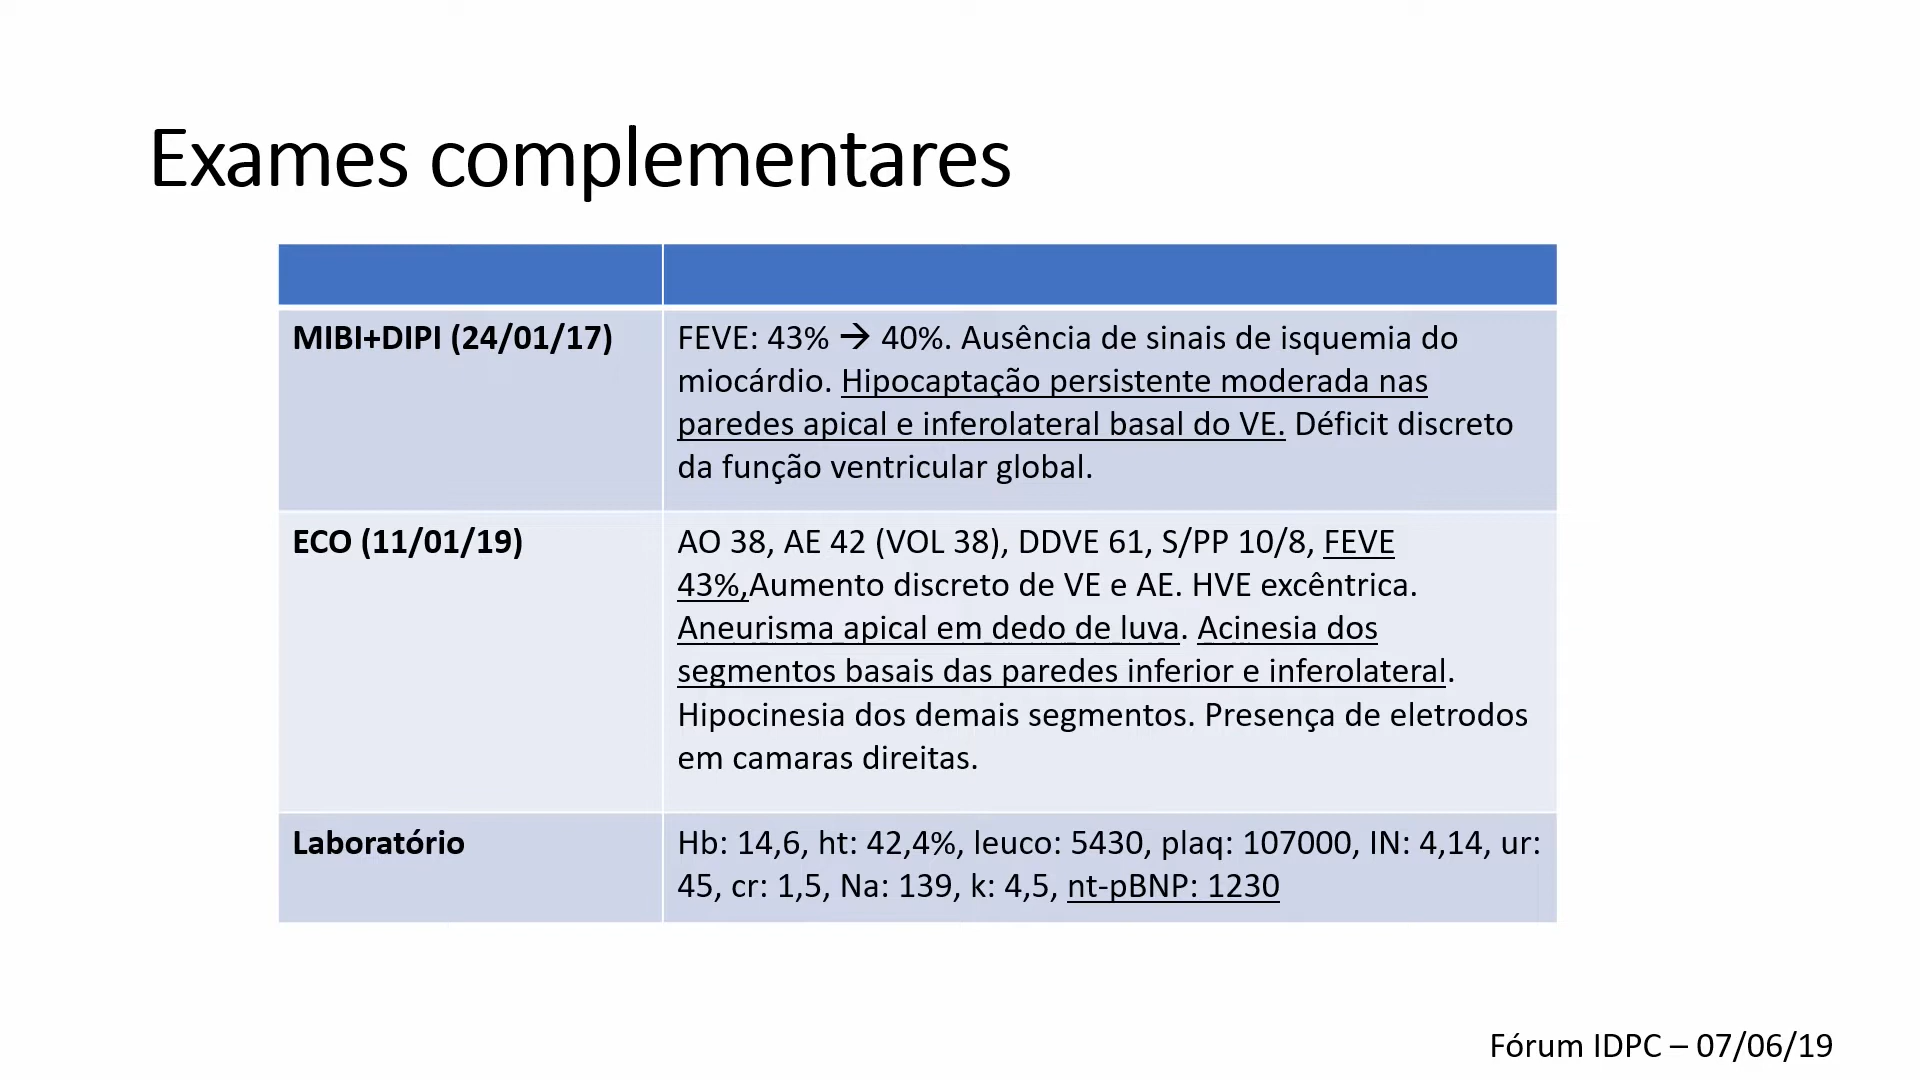 Exames complementares
MIBI+DIPI (24/01/17)
FEVE: 43% → 40%. Ausência de sinais de isquemia do
miocárdio. Hipocaptação persistente moderada nas
paredes apical e inferolateral basal do VE. Déficit discreto
da função ventricular global.
ECO (11/01/19)
AO 38, AE 42 (VOL 38), DDVE 61, S/PP 10/8, FEVE
43%,Aumento discreto de VE e AE. HVE excêntrica.
Aneurisma apical em dedo de luva. Acinesia dos
segmentos basais das paredes inferior e inferolateral.
Hipocinesia dos demais segmentos. Presença de eletrodos
em camaras direitas.
Laboratório
Hb: 14,6, ht: 42,4%, leuco: 5430, plaq: 107000, IN: 4,14, ur:
45, cr: 1,5, Na: 139, k: 4,5, nt-pBNP: 1230
Fórum IDPC – 07/06/19